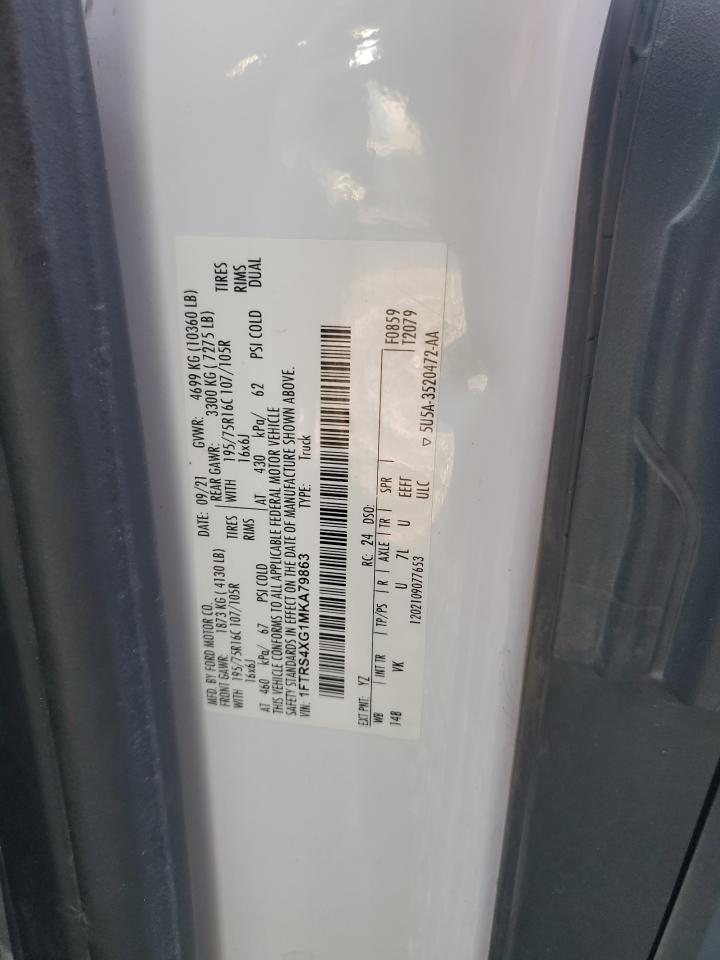 MFD. BY FORD MOTOR CO. DATE: 09/21 GVWR: 4699 KG (10360 LB)
FRONT GAWR: 1873 KG ( 4130 LB) REAR GAWR: 3300 KG ( 7275 LB)
WITH 195/75R16C 107/105R TIRES WITH 195/75R16C 107/105R TIRES
16x6J RIMS 16x6J RIMS
AT 460 kPa/ 67 PSI COLD AT 430 kPa/ 62 PSI COLD DUAL
THIS VEHICLE CONFORMS TO ALL APPLICABLE FEDERAL MOTOR VEHICLE
SAFETY STANDARDS IN EFFECT ON THE DATE OF MANUFACTURE SHOWN ABOVE.
VIN: 1FTRS4XG1MKA79863 TYPE: Truck
EXT PNT: YZ RC: 24 DSO: F0859
WB INT TR TP/PS R AXLE TR SPR T2079
148 VK U 7L U EEFF
1202109077653 ULC ▽ 5U5A-3520472-AA